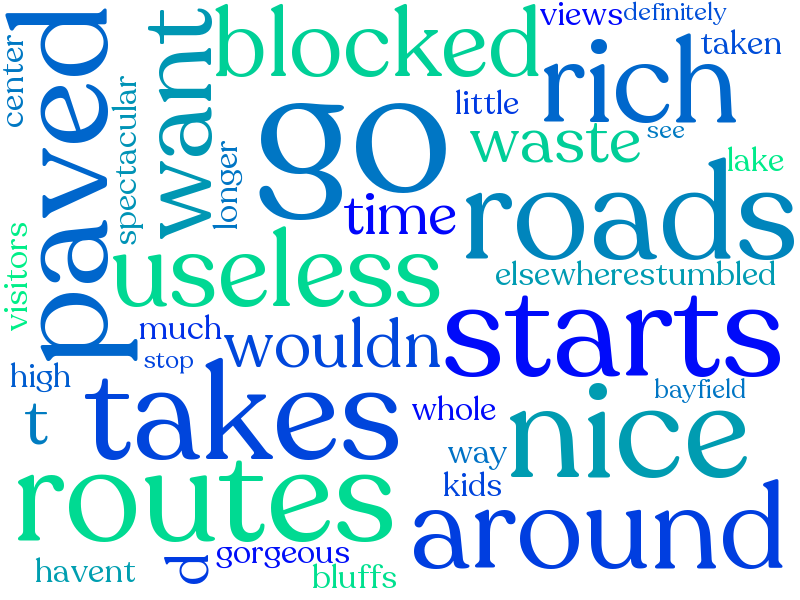 views
definitely
blocked
taken
center
paved
want
rich
little
go
see
waste
spectacular
longer
lake
time
roads
visitors
useless
elsewhere
stumbled
starts
much
wouldn
stop
high
takes
bayfield
whole
nice
t
way
kids
routes
around
gorgeous
d
havent
bluffs